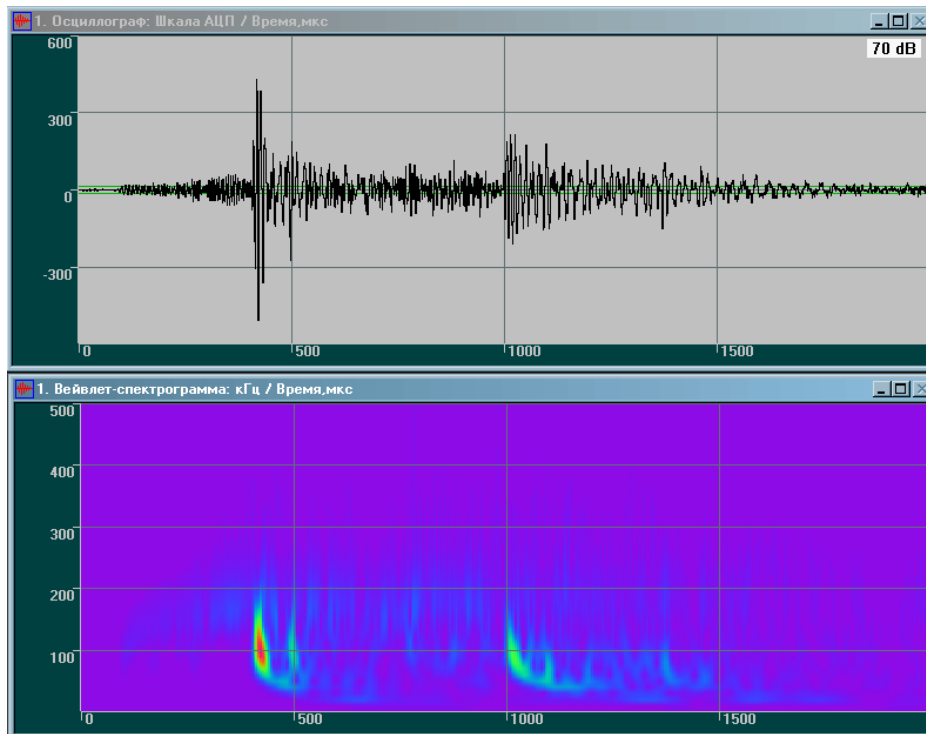 1. Осциллограф: Шкала АЦП / Время,мкс
600
70 dB
300
0
-300
0 500 1000 1500
1. Вейвлет-спектрограмма: кГц / Время,мкс
500
400
300
200
100
0 500 1000 1500